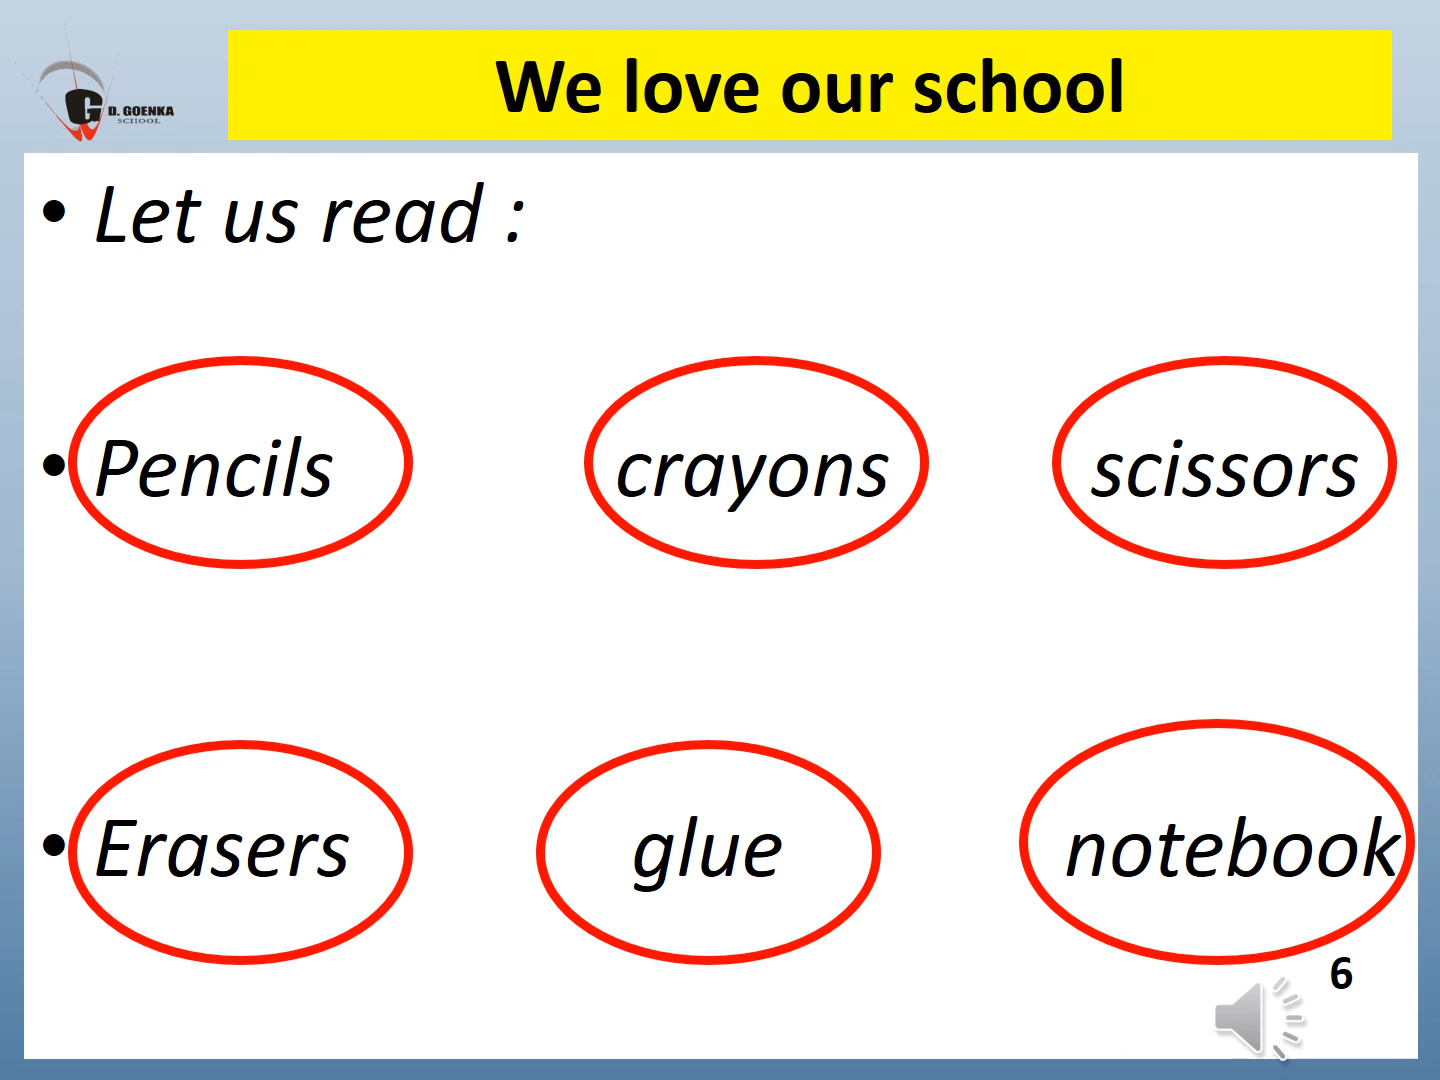 We love our school
G D. GOENKA
SCHOOL
• Let us read :
• Pencils crayons scissors
• Erasers glue notebook
6